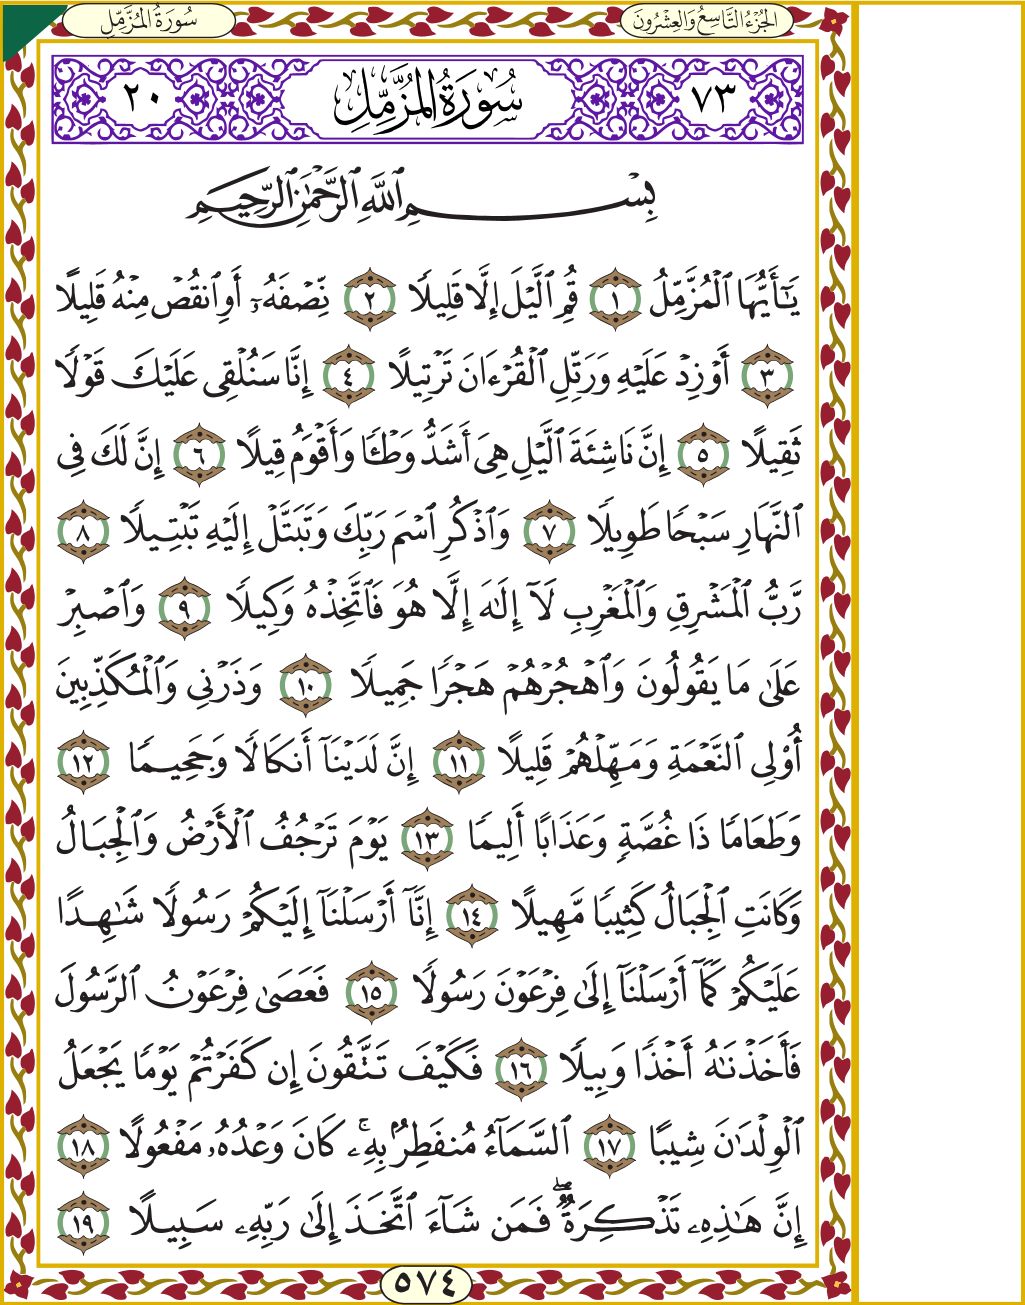 سُورَةُ المُزَّمِّلِ
الجُزْءُ التَّاسِعُ وَالعِشْرُونَ
٧٣ سُورَةُ المُزَّمِّلِ ٢٠
بِسْمِ ٱللَّهِ ٱلرَّحْمَٰنِ ٱلرَّحِيمِ
يَٰٓأَيُّهَا ٱلْمُزَّمِّلُ ١ قُمِ ٱلَّيْلَ إِلَّا قَلِيلًا ٢ نِّصْفَهُۥٓ أَوِ ٱنقُصْ مِنْهُ قَلِيلًا
٣ أَوْ زِدْ عَلَيْهِ وَرَتِّلِ ٱلْقُرْءَانَ تَرْتِيلًا ٤ إِنَّا سَنُلْقِى عَلَيْكَ قَوْلًا
ثَقِيلًا ٥ إِنَّ نَاشِئَةَ ٱلَّيْلِ هِىَ أَشَدُّ وَطْـًٔا وَأَقْوَمُ قِيلًا ٦ إِنَّ لَكَ فِى
ٱلنَّهَارِ سَبْحًا طَوِيلًا ٧ وَٱذْكُرِ ٱسْمَ رَبِّكَ وَتَبَتَّلْ إِلَيْهِ تَبْتِيلًا ٨
رَّبُّ ٱلْمَشْرِقِ وَٱلْمَغْرِبِ لَآ إِلَٰهَ إِلَّا هُوَ فَٱتَّخِذْهُ وَكِيلًا ٩ وَٱصْبِرْ
عَلَىٰ مَا يَقُولُونَ وَٱهْجُرْهُمْ هَجْرًا جَمِيلًا ١٠ وَذَرْنِى وَٱلْمُكَذِّبِينَ
أُو۟لِى ٱلنَّعْمَةِ وَمَهِّلْهُمْ قَلِيلًا ١١ إِنَّ لَدَيْنَآ أَنكَالًا وَجَحِيمًا ١٢
وَطَعَامًا ذَا غُصَّةٍ وَعَذَابًا أَلِيمًا ١٣ يَوْمَ تَرْجُفُ ٱلْأَرْضُ وَٱلْجِبَالُ
وَكَانَتِ ٱلْجِبَالُ كَثِيبًا مَّهِيلًا ١٤ إِنَّآ أَرْسَلْنَآ إِلَيْكُمْ رَسُولًا شَٰهِدًا
عَلَيْكُمْ كَمَآ أَرْسَلْنَآ إِلَىٰ فِرْعَوْنَ رَسُولًا ١٥ فَعَصَىٰ فِرْعَوْنُ ٱلرَّسُولَ
فَأَخَذْنَٰهُ أَخْذًا وَبِيلًا ١٦ فَكَيْفَ تَتَّقُونَ إِن كَفَرْتُمْ يَوْمًا يَجْعَلُ
ٱلْوِلْدَٰنَ شِيبًا ١٧ ٱلسَّمَآءُ مُنفَطِرٌۢ بِهِۦ ۚ كَانَ وَعْدُهُۥ مَفْعُولًا ١٨
إِنَّ هَٰذِهِۦ تَذْكِرَةٌ ۖ فَمَن شَآءَ ٱتَّخَذَ إِلَىٰ رَبِّهِۦ سَبِيلًا ١٩
٥٧٤